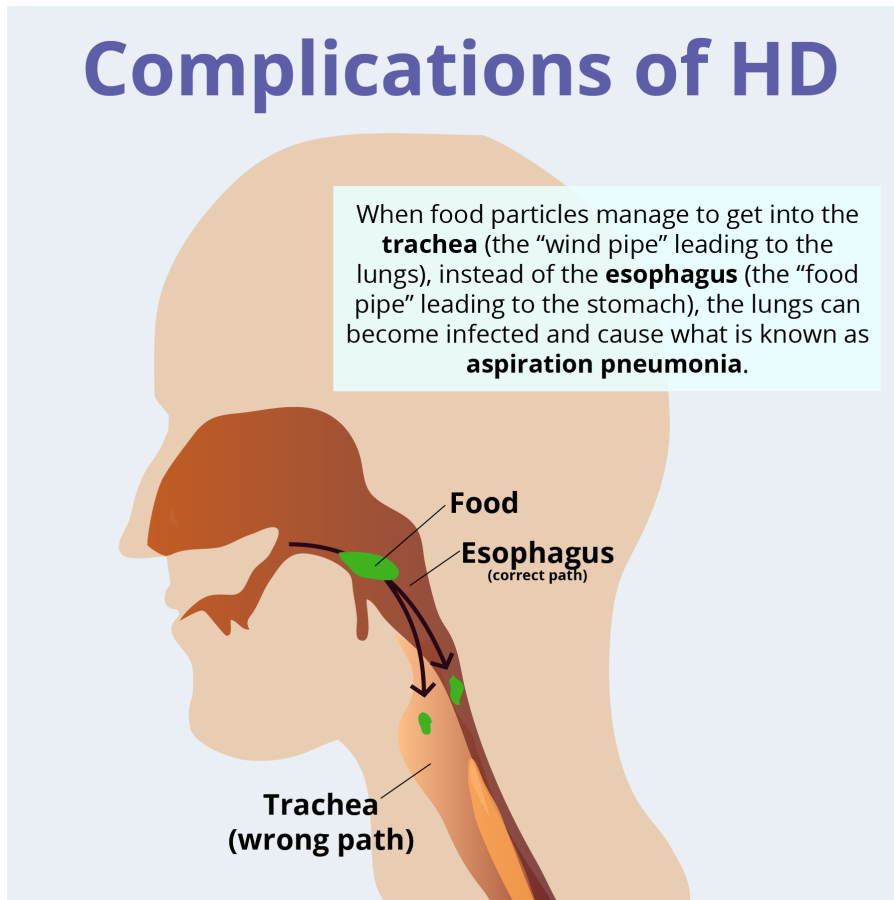 Complications of HD
When food particles manage to get into the
trachea (the “wind pipe” leading to the
lungs), instead of the esophagus (the “food
pipe” leading to the stomach), the lungs can
become infected and cause what is known as
aspiration pneumonia.
Food
Esophagus
(correct path)
Trachea
(wrong path)